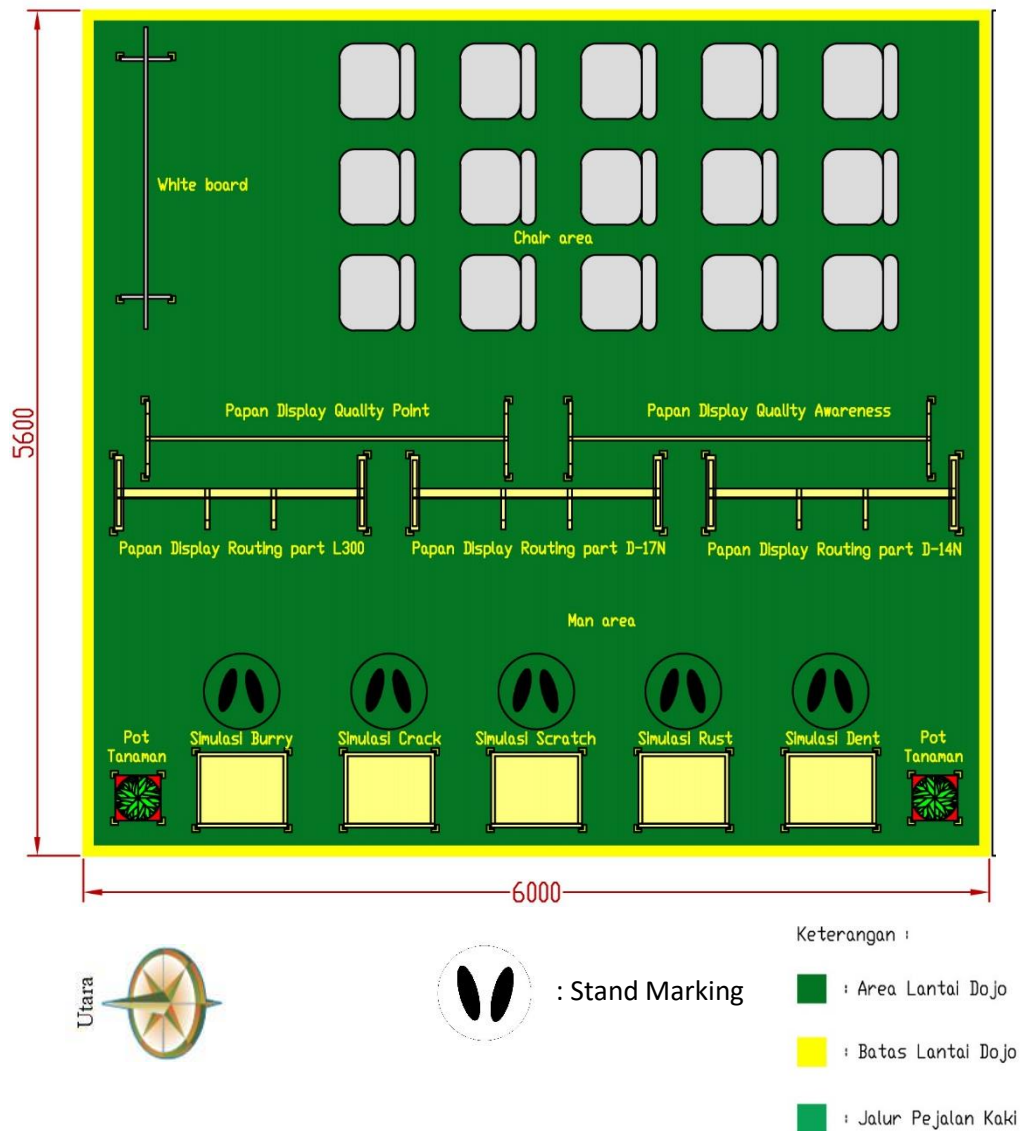 White board
Chair area
5600
Papan Display Quality Point
Papan Display Quality Awareness
Papan Display Routing part L300
Papan Display Routing part D-17N
Papan Display Routing part D-14N
Man area
Pot
Tanaman
Simulasi Burry
Simulasi Crack
Simulasi Scratch
Simulasi Rust
Simulasi Dent
Pot
Tanaman
6000
Utara
: Stand Marking
Keterangan :
: Area Lantai Dojo
: Batas Lantai Dojo
: Jalur Pejalan Kaki